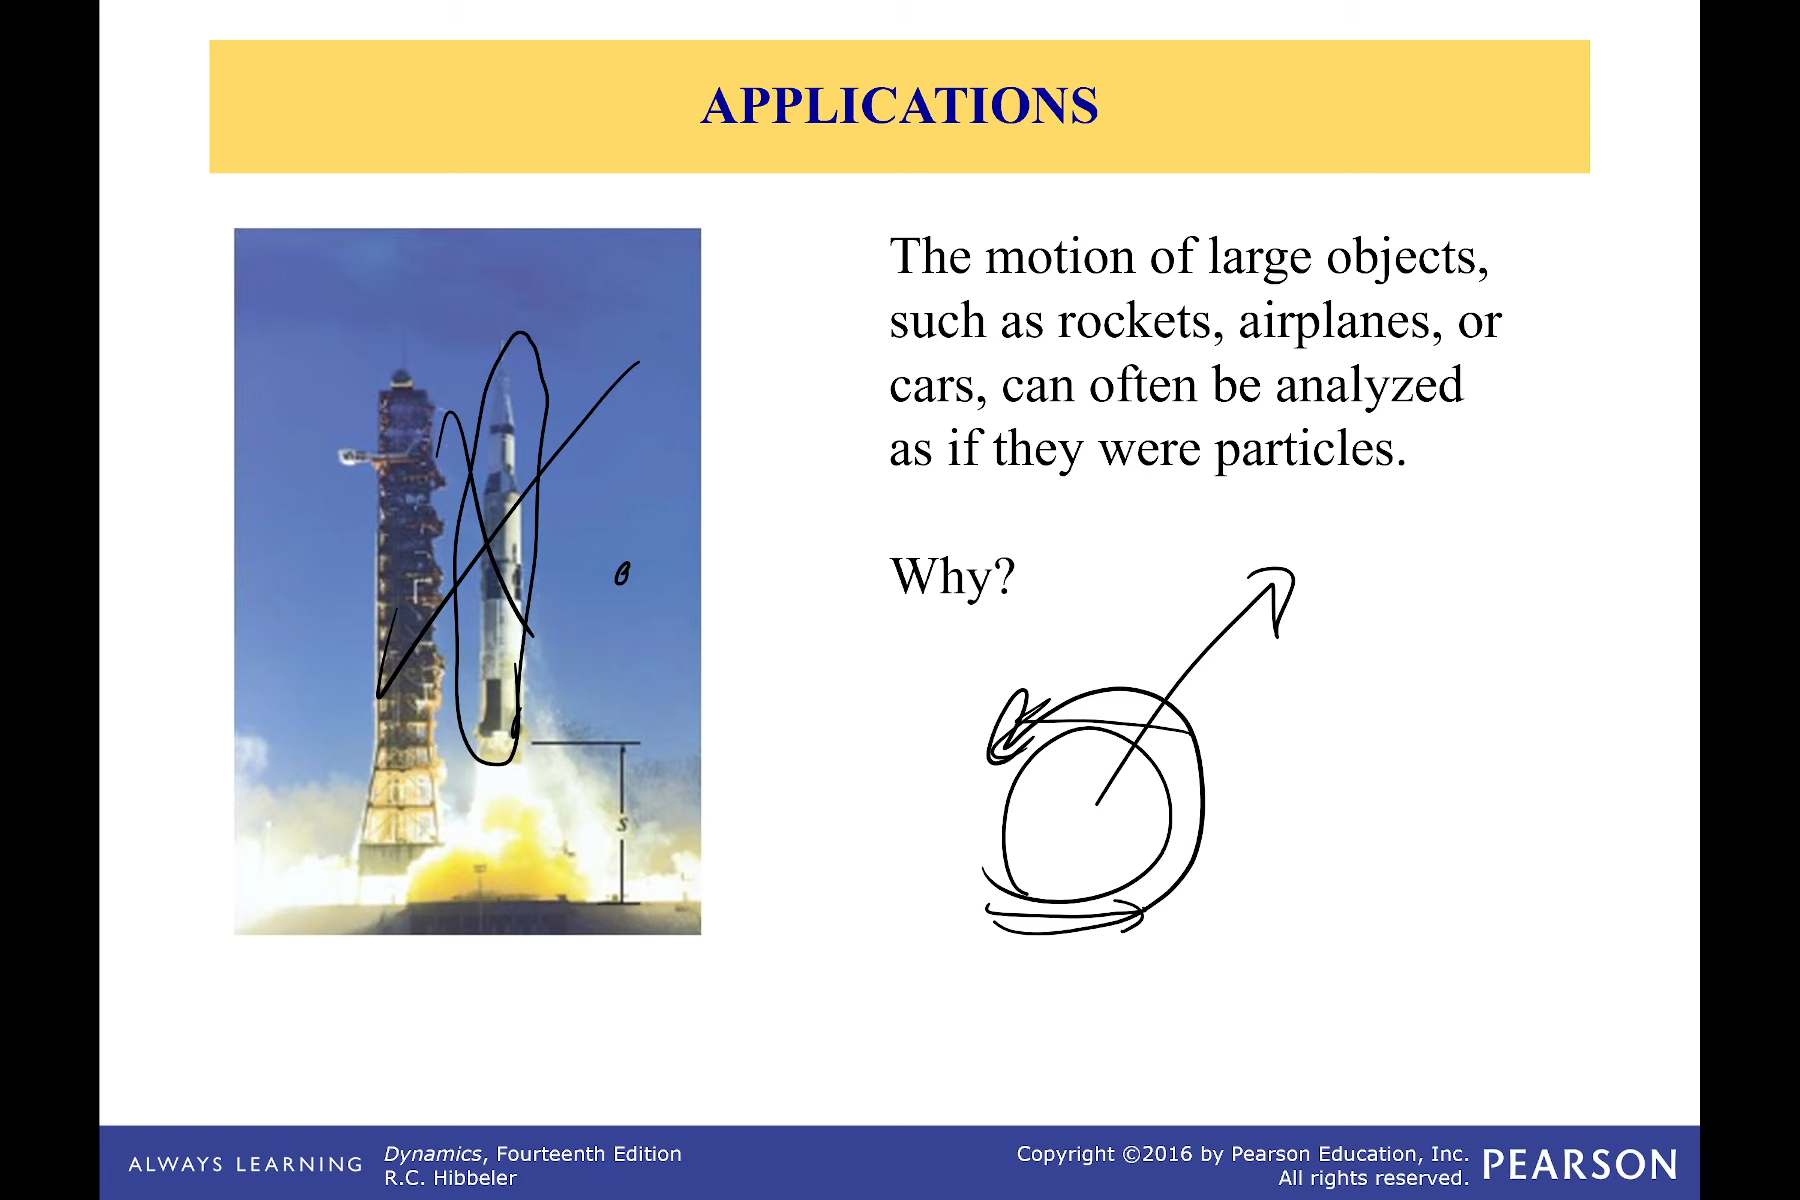 APPLICATIONS
The motion of large objects,
such as rockets, airplanes, or
cars, can often be analyzed
as if they were particles.
Why?
s
ALWAYS LEARNING
Dynamics, Fourteenth Edition
R.C. Hibbeler
Copyright ©2016 by Pearson Education, Inc.
All rights reserved.
PEARSON